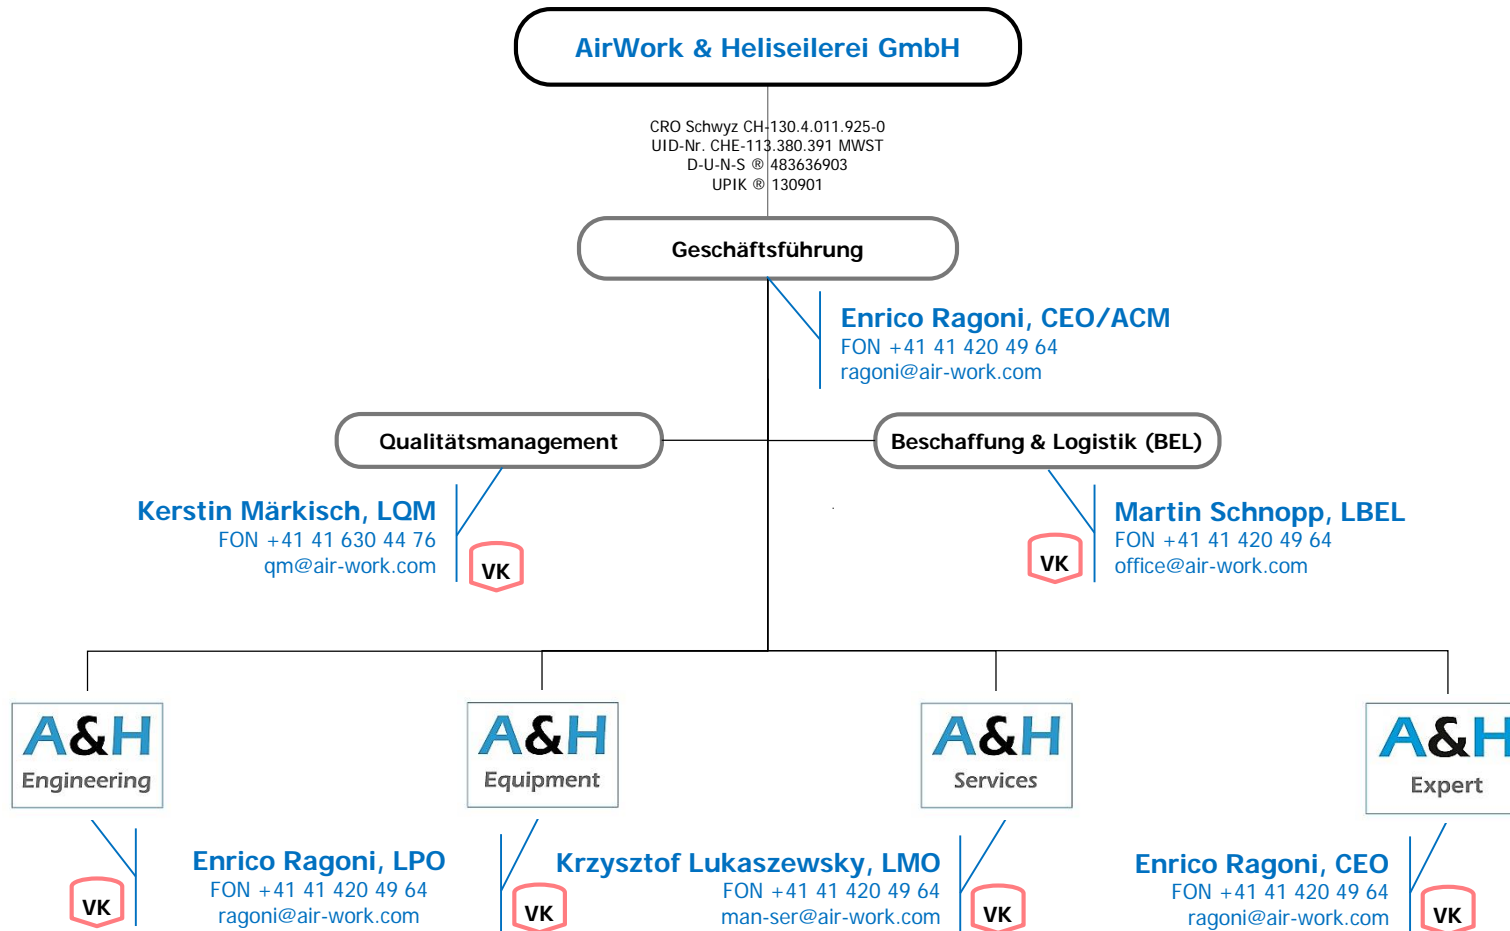 AirWork & Heliseilerei GmbH
CRO Schwyz CH-130.4.011.925-0
UID-Nr. CHE-113.380.391 MWST
D-U-N-S ® 483636903
UPIK ® 130901
Geschäftsführung
Enrico Ragoni, CEO/ACM
FON +41 41 420 49 64
ragoni@air-work.com
Qualitätsmanagement
Beschaffung & Logistik (BEL)
Kerstin Märkisch, LQM
FON +41 41 630 44 76
qm@air-work.com
VK
Martin Schnopp, LBEL
FON +41 41 420 49 64
office@air-work.com
VK
A&H
Engineering
A&H
Equipment
A&H
Services
A&H
Expert
Enrico Ragoni, LPO
FON +41 41 420 49 64
ragoni@air-work.com
VK
Krzysztof Lukaszewsky, LMO
FON +41 41 420 49 64
man-ser@air-work.com
VK
VK
Enrico Ragoni, CEO
FON +41 41 420 49 64
ragoni@air-work.com
VK